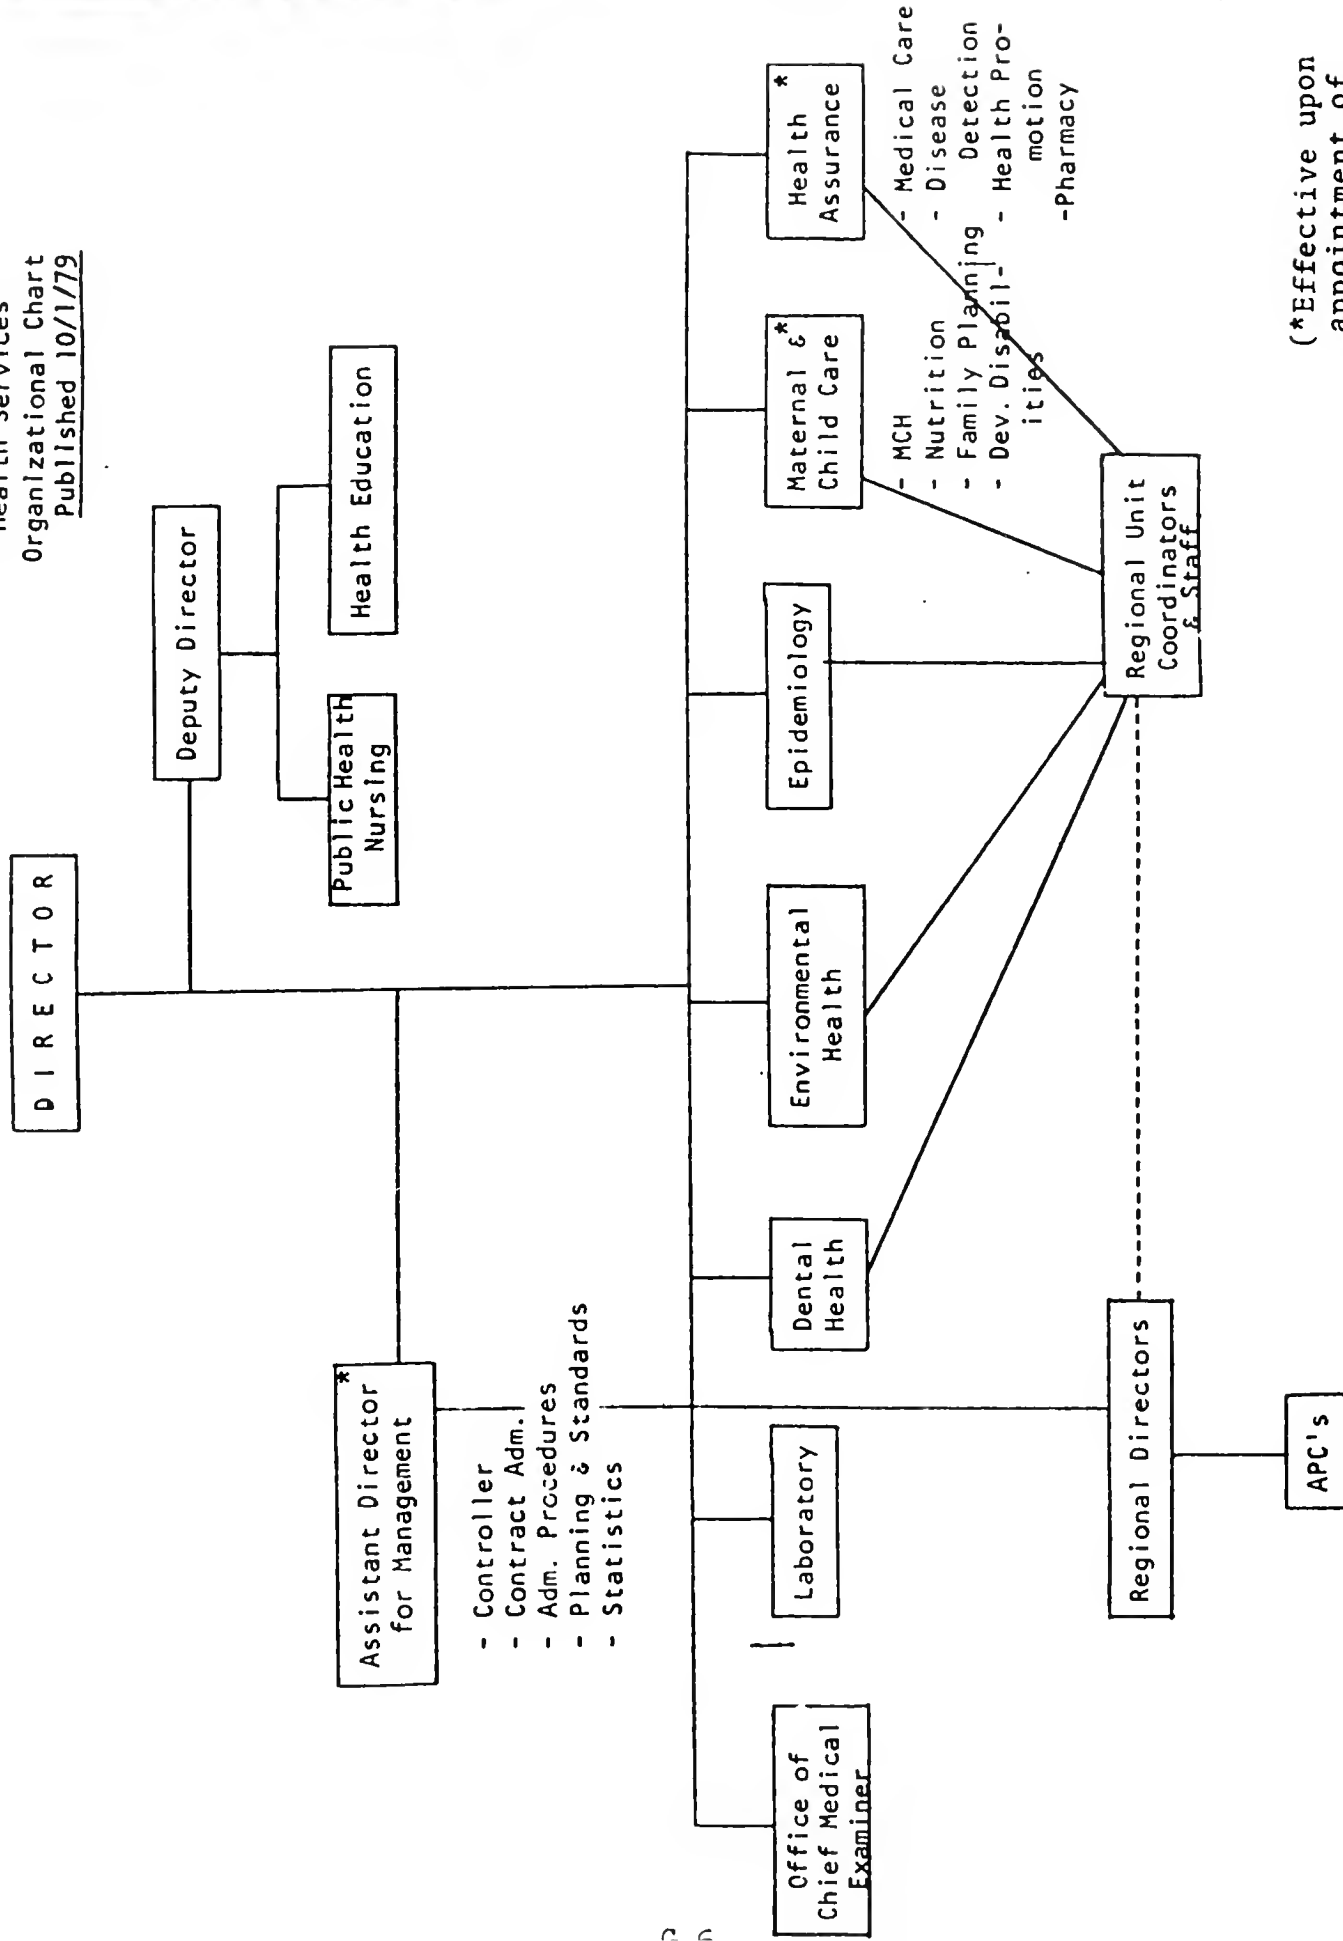 Health Services
Organizational Chart
Published 10/1/79
DIRECTOR
Deputy Director
Public Health
Nursing
Health Education
Assistant Director *
for Management
- Controller
- Contract Adm.
- Adm. Procedures
- Planning & Standards
- Statistics
Office of
Chief Medical
Examiner
Laboratory
Dental
Health
Environmental
Health
Epidemiology
Maternal & *
Child Care
- MCH
- Nutrition
- Family Planning
- Dev. Disabil-
ities
Health *
Assurance
- Medical Care
- Disease
Detection
- Health Pro-
motion
-Pharmacy
Regional Directors
Regional Unit
Coordinators
& Staff
APC's
(*Effective upon
appointment of